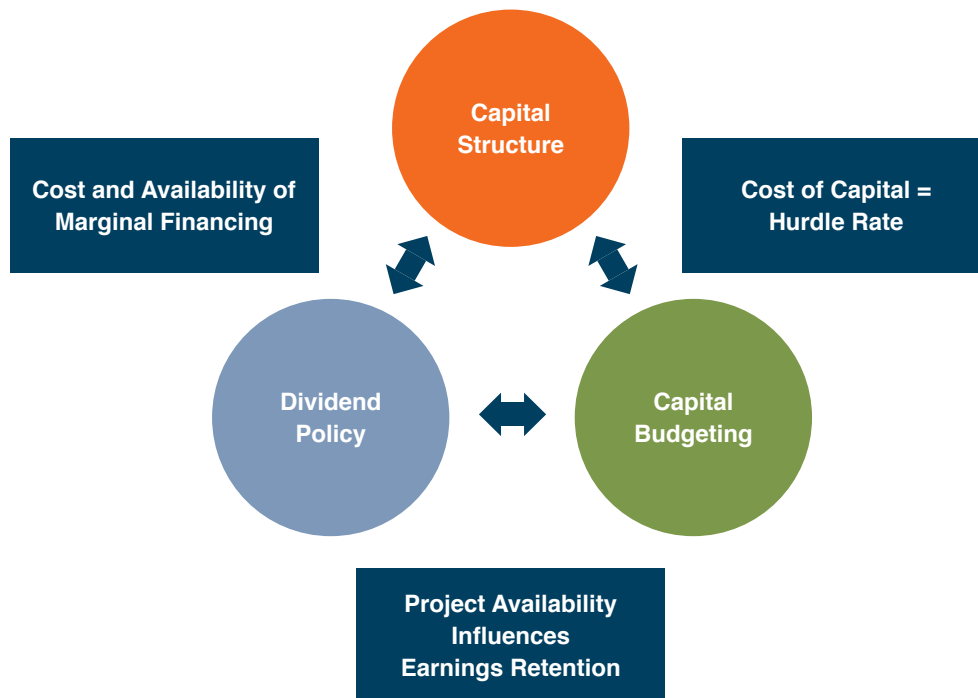 Capital
Structure
Cost and Availability of
Marginal Financing
Cost of Capital =
Hurdle Rate
Dividend
Policy
Capital
Budgeting
Project Availability
Influences
Earnings Retention